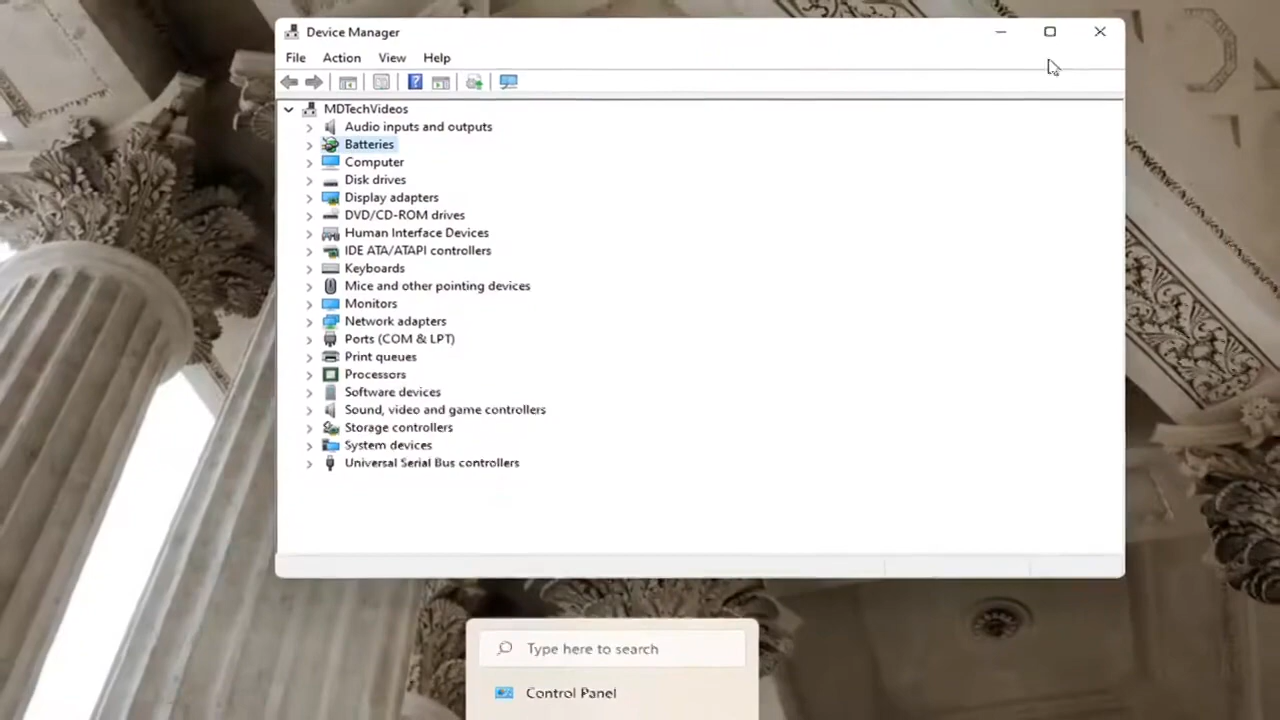 Device Manager
File Action View Help
MDTechVideos
Audio inputs and outputs
Batteries
Computer
Disk drives
Display adapters
DVD/CD-ROM drives
Human Interface Devices
IDE ATA/ATAPI controllers
Keyboards
Mice and other pointing devices
Monitors
Network adapters
Ports (COM & LPT)
Print queues
Processors
Software devices
Sound, video and game controllers
Storage controllers
System devices
Universal Serial Bus controllers
Type here to search
Control Panel